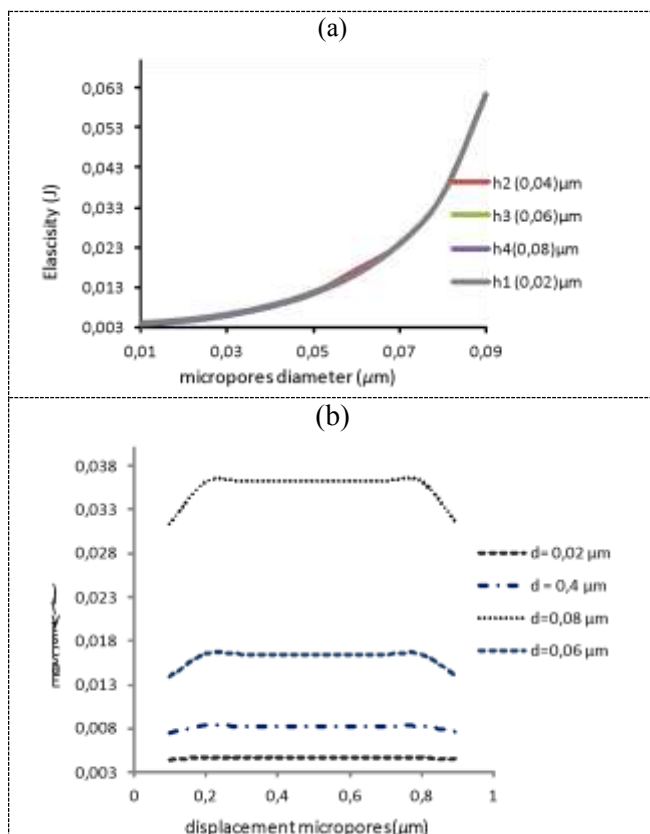 (a)
0,063
0,053
0,043
0,033
0,023
0,013
0,003
Elascisity (J)
0,01
0,03
0,05
0,07
0,09
micropores diameter (μm)
h2 (0,04)μm
h3 (0,06)μm
h4(0,08)μm
h1 (0,02)μm
(b)
0,038
0,033
0,028
0,023
0,018
0,013
0,008
0,003
0
0,2
0,4
0,6
0,8
1
displacement micropores(μm)
d= 0,02 μm
d = 0,4 μm
d=0,08 μm
d=0,06 μm